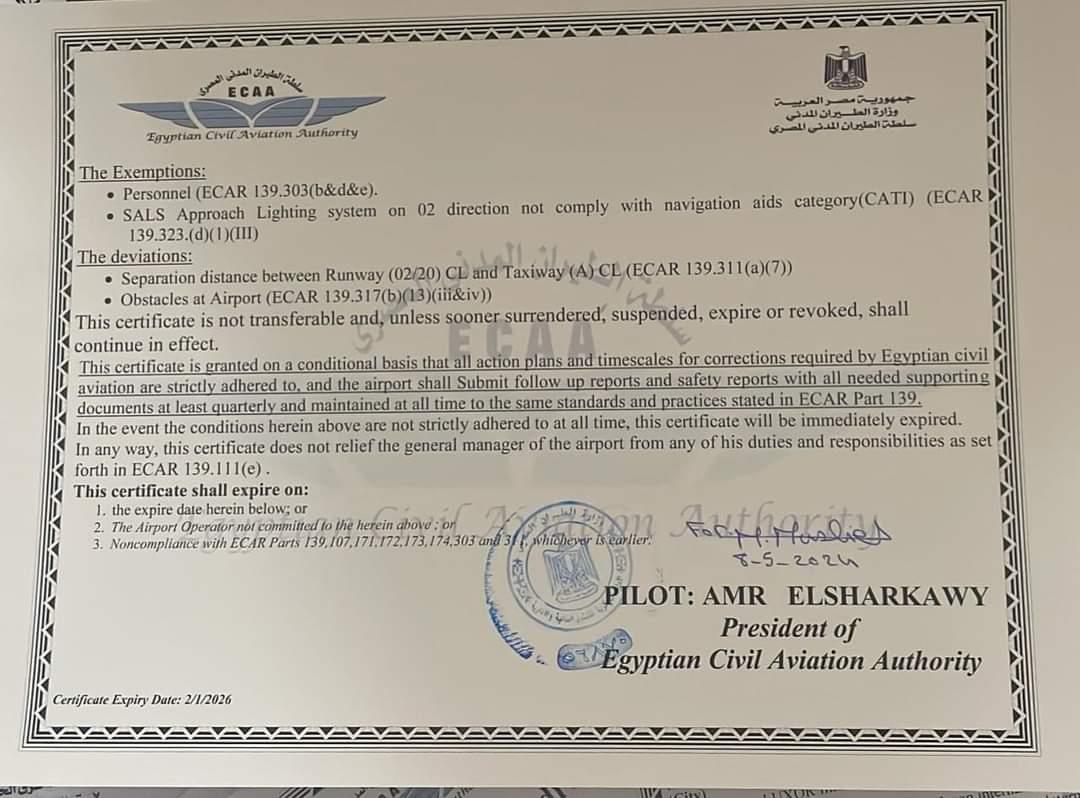 سلطة الطيران المدني المصري
ECAA
Egyptian Civil Aviation Authority
جمهورية مصر العربية
وزارة الطيران المدني
سلطة الطيران المدني المصري
The Exemptions:
• Personnel (ECAR 139.303(b&d&e).
• SALS Approach Lighting system on 02 direction not comply with navigation aids category(CATI) (ECAR
139.323.(d)(1)(III)
The deviations:
• Separation distance between Runway (02/20) CL and Taxiway (A) CL (ECAR 139.311(a)(7))
• Obstacles at Airport (ECAR 139.317(b)(13)(iii&iv))
This certificate is not transferable and, unless sooner surrendered, suspended, expire or revoked, shall
continue in effect.
This certificate is granted on a conditional basis that all action plans and timescales for corrections required by Egyptian civil
aviation are strictly adhered to, and the airport shall Submit follow up reports and safety reports with all needed supporting
documents at least quarterly and maintained at all time to the same standards and practices stated in ECAR Part 139.
In the event the conditions herein above are not strictly adhered to at all time, this certificate will be immediately expired.
In any way, this certificate does not relief the general manager of the airport from any of his duties and responsibilities as set
forth in ECAR 139.111(e) .
This certificate shall expire on:
1. the expire date herein below; or
2. The Airport Operator not committed to the herein above ; or
3. Noncompliance with ECAR Parts 139,107,171,172,173,174,303 and 311, whichever is earlier.
8-5-2024
PILOT: AMR ELSHARKAWY
President of
Egyptian Civil Aviation Authority
Certificate Expiry Date: 2/1/2026
سلطة الطيران المدني المصري
ECAA
Egyptian Civil Aviation Authority